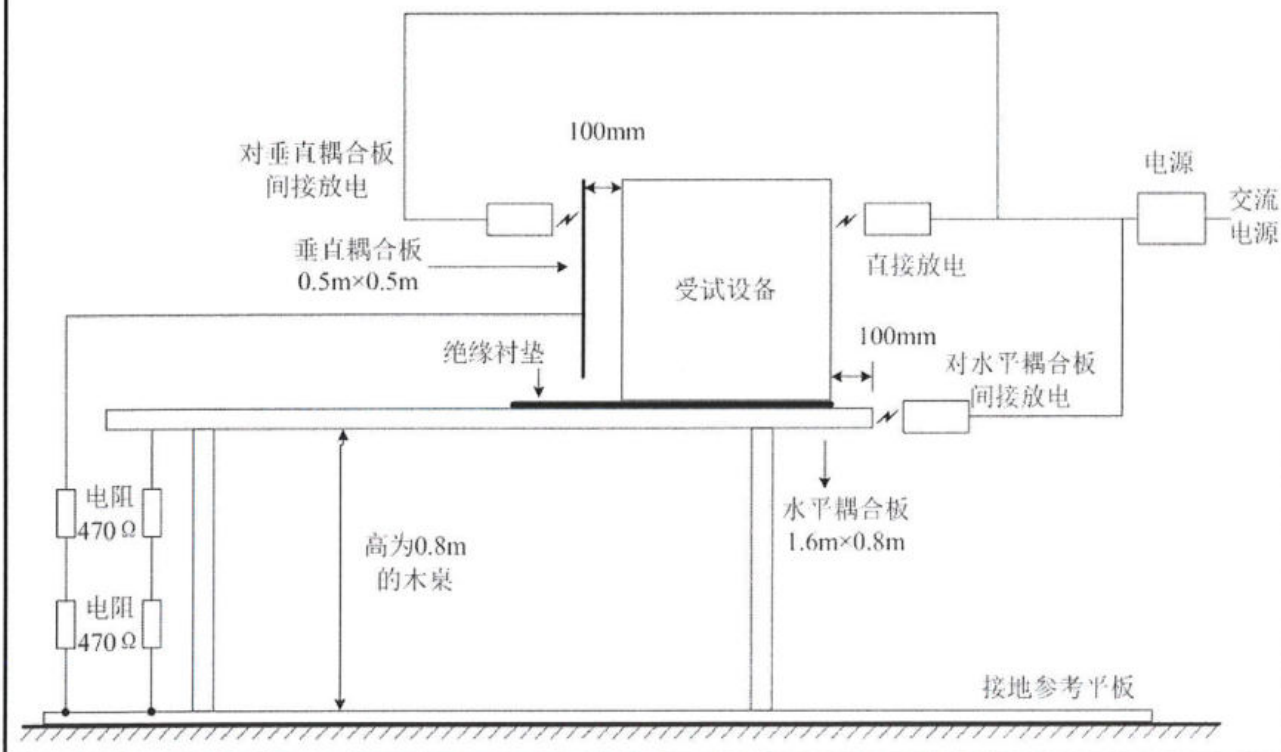 100mm
对垂直耦合板
间接放电
电源
交流
电源
垂直耦合板
0.5m×0.5m
直接放电
受试设备
100mm
绝缘衬垫
对水平耦合板
间接放电
电阻
470Ω
水平耦合板
1.6m×0.8m
高为0.8m
的木桌
电阻
470Ω
接地参考平板